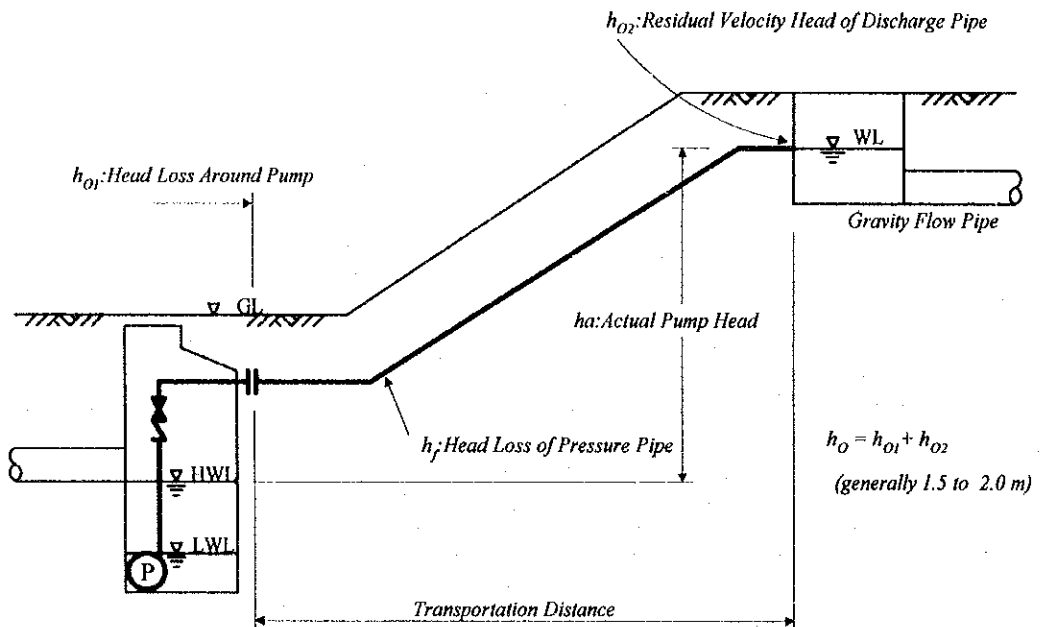 h_O2:Residual Velocity Head of Discharge Pipe
WL
h_O1:Head Loss Around Pump
Gravity Flow Pipe
GL
ha:Actual Pump Head
h_f:Head Loss of Pressure Pipe
h_O = h_O1 + h_O2
(generally 1.5 to 2.0 m)
HWL
LWL
P
Transportation Distance